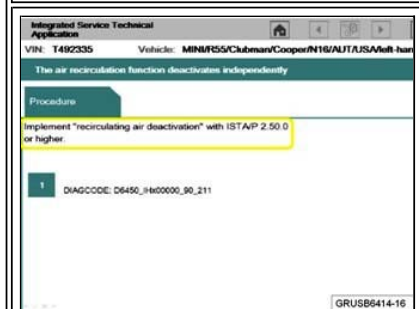 Integrated Service Technical
Application
VIN: T492335 Vehicle: MINI/R55/Clubman/Cooper/N16/AUT/USA/left-han
The air recirculation function deactivates independently
Procedure
Implement "recirculating air deactivation" with ISTA/P 2.50.0
or higher.
1 DIAGCODE: D6450_IHx00000_90_211
GRUSB6414-16